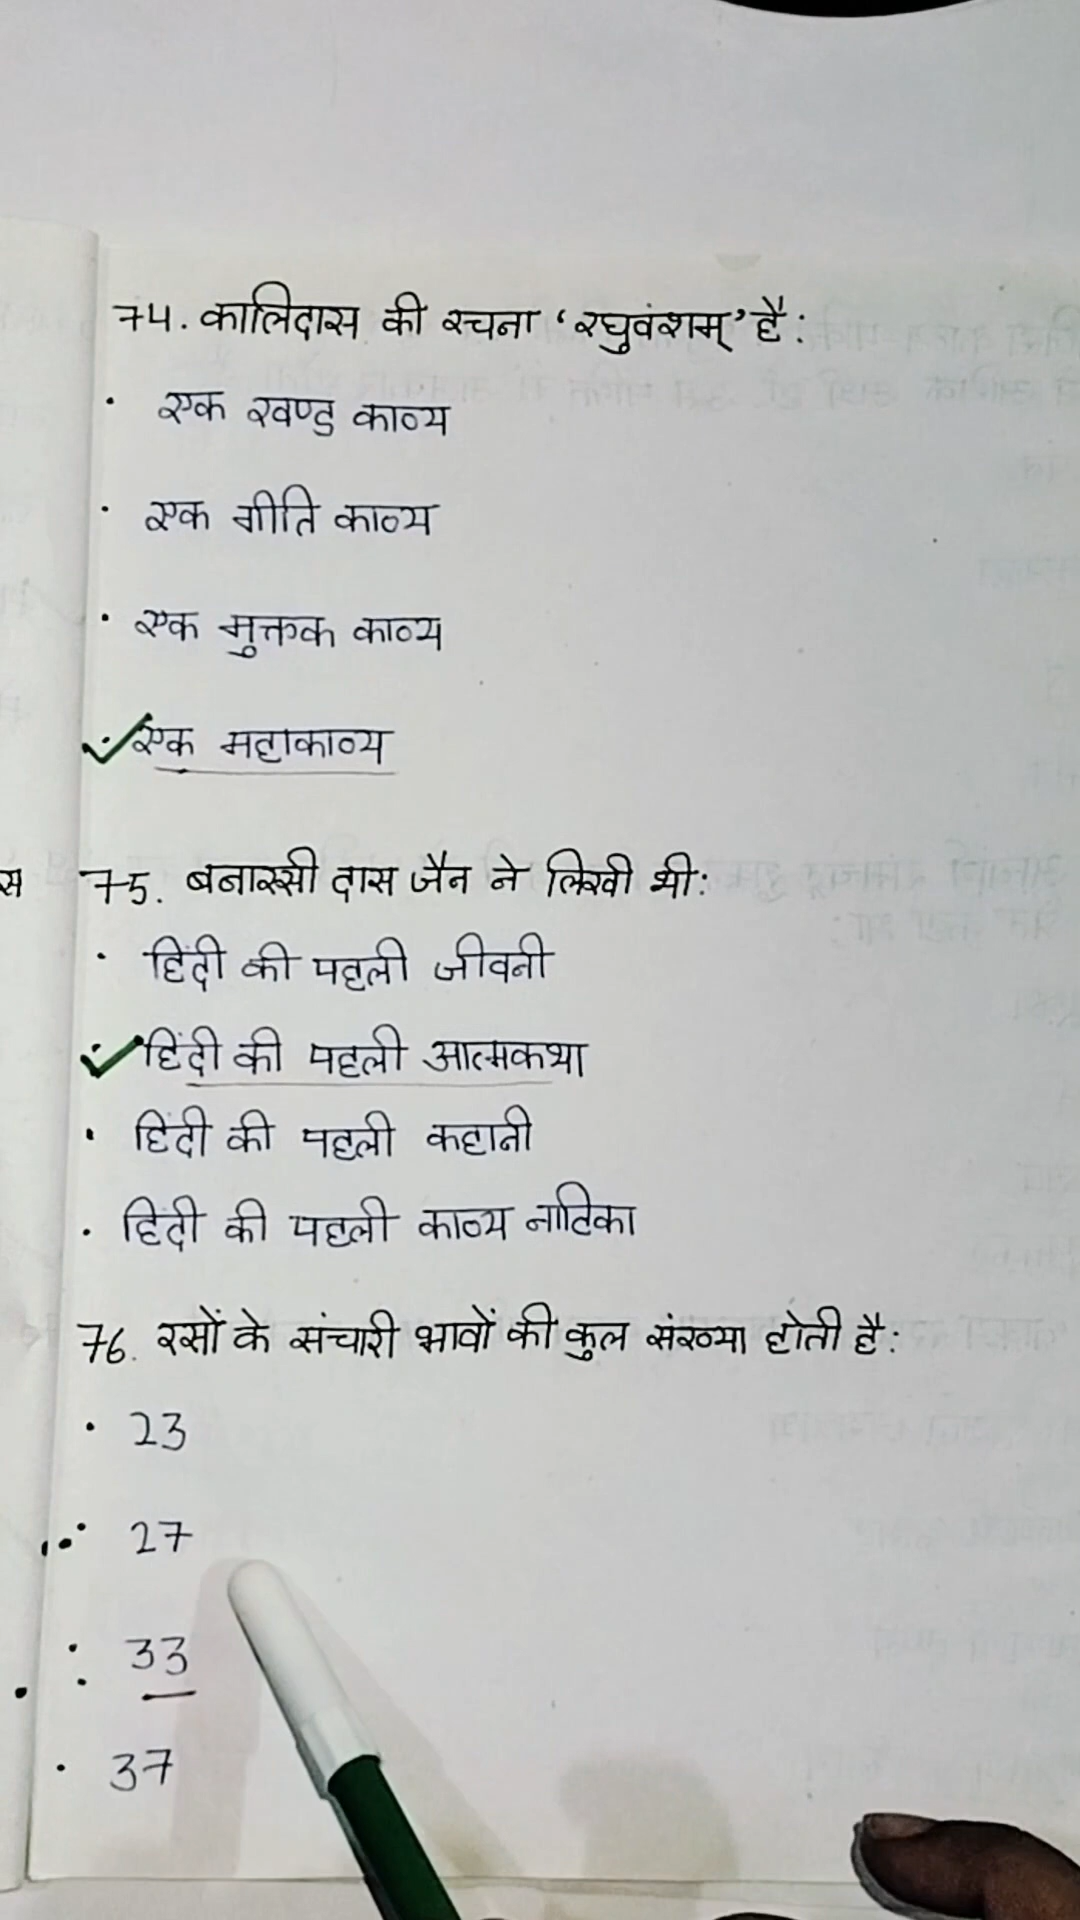 74. कालिदास की रचना 'रघुवंशम्' है:
• एक खण्ड काव्य
• एक गीति काव्य
• एक मुक्तक काव्य
• एक महाकाव्य
स
75. बनारसी दास जैन ने लिखी थी:
• हिंदी की पहली जीवनी
• हिंदी की पहली आत्मकथा
• हिंदी की पहली कहानी
• हिंदी की पहली काव्य नाटिका
76. रसों के संचारी भावों की कुल संख्या होती है:
• 23
• 27
• 33
• 37